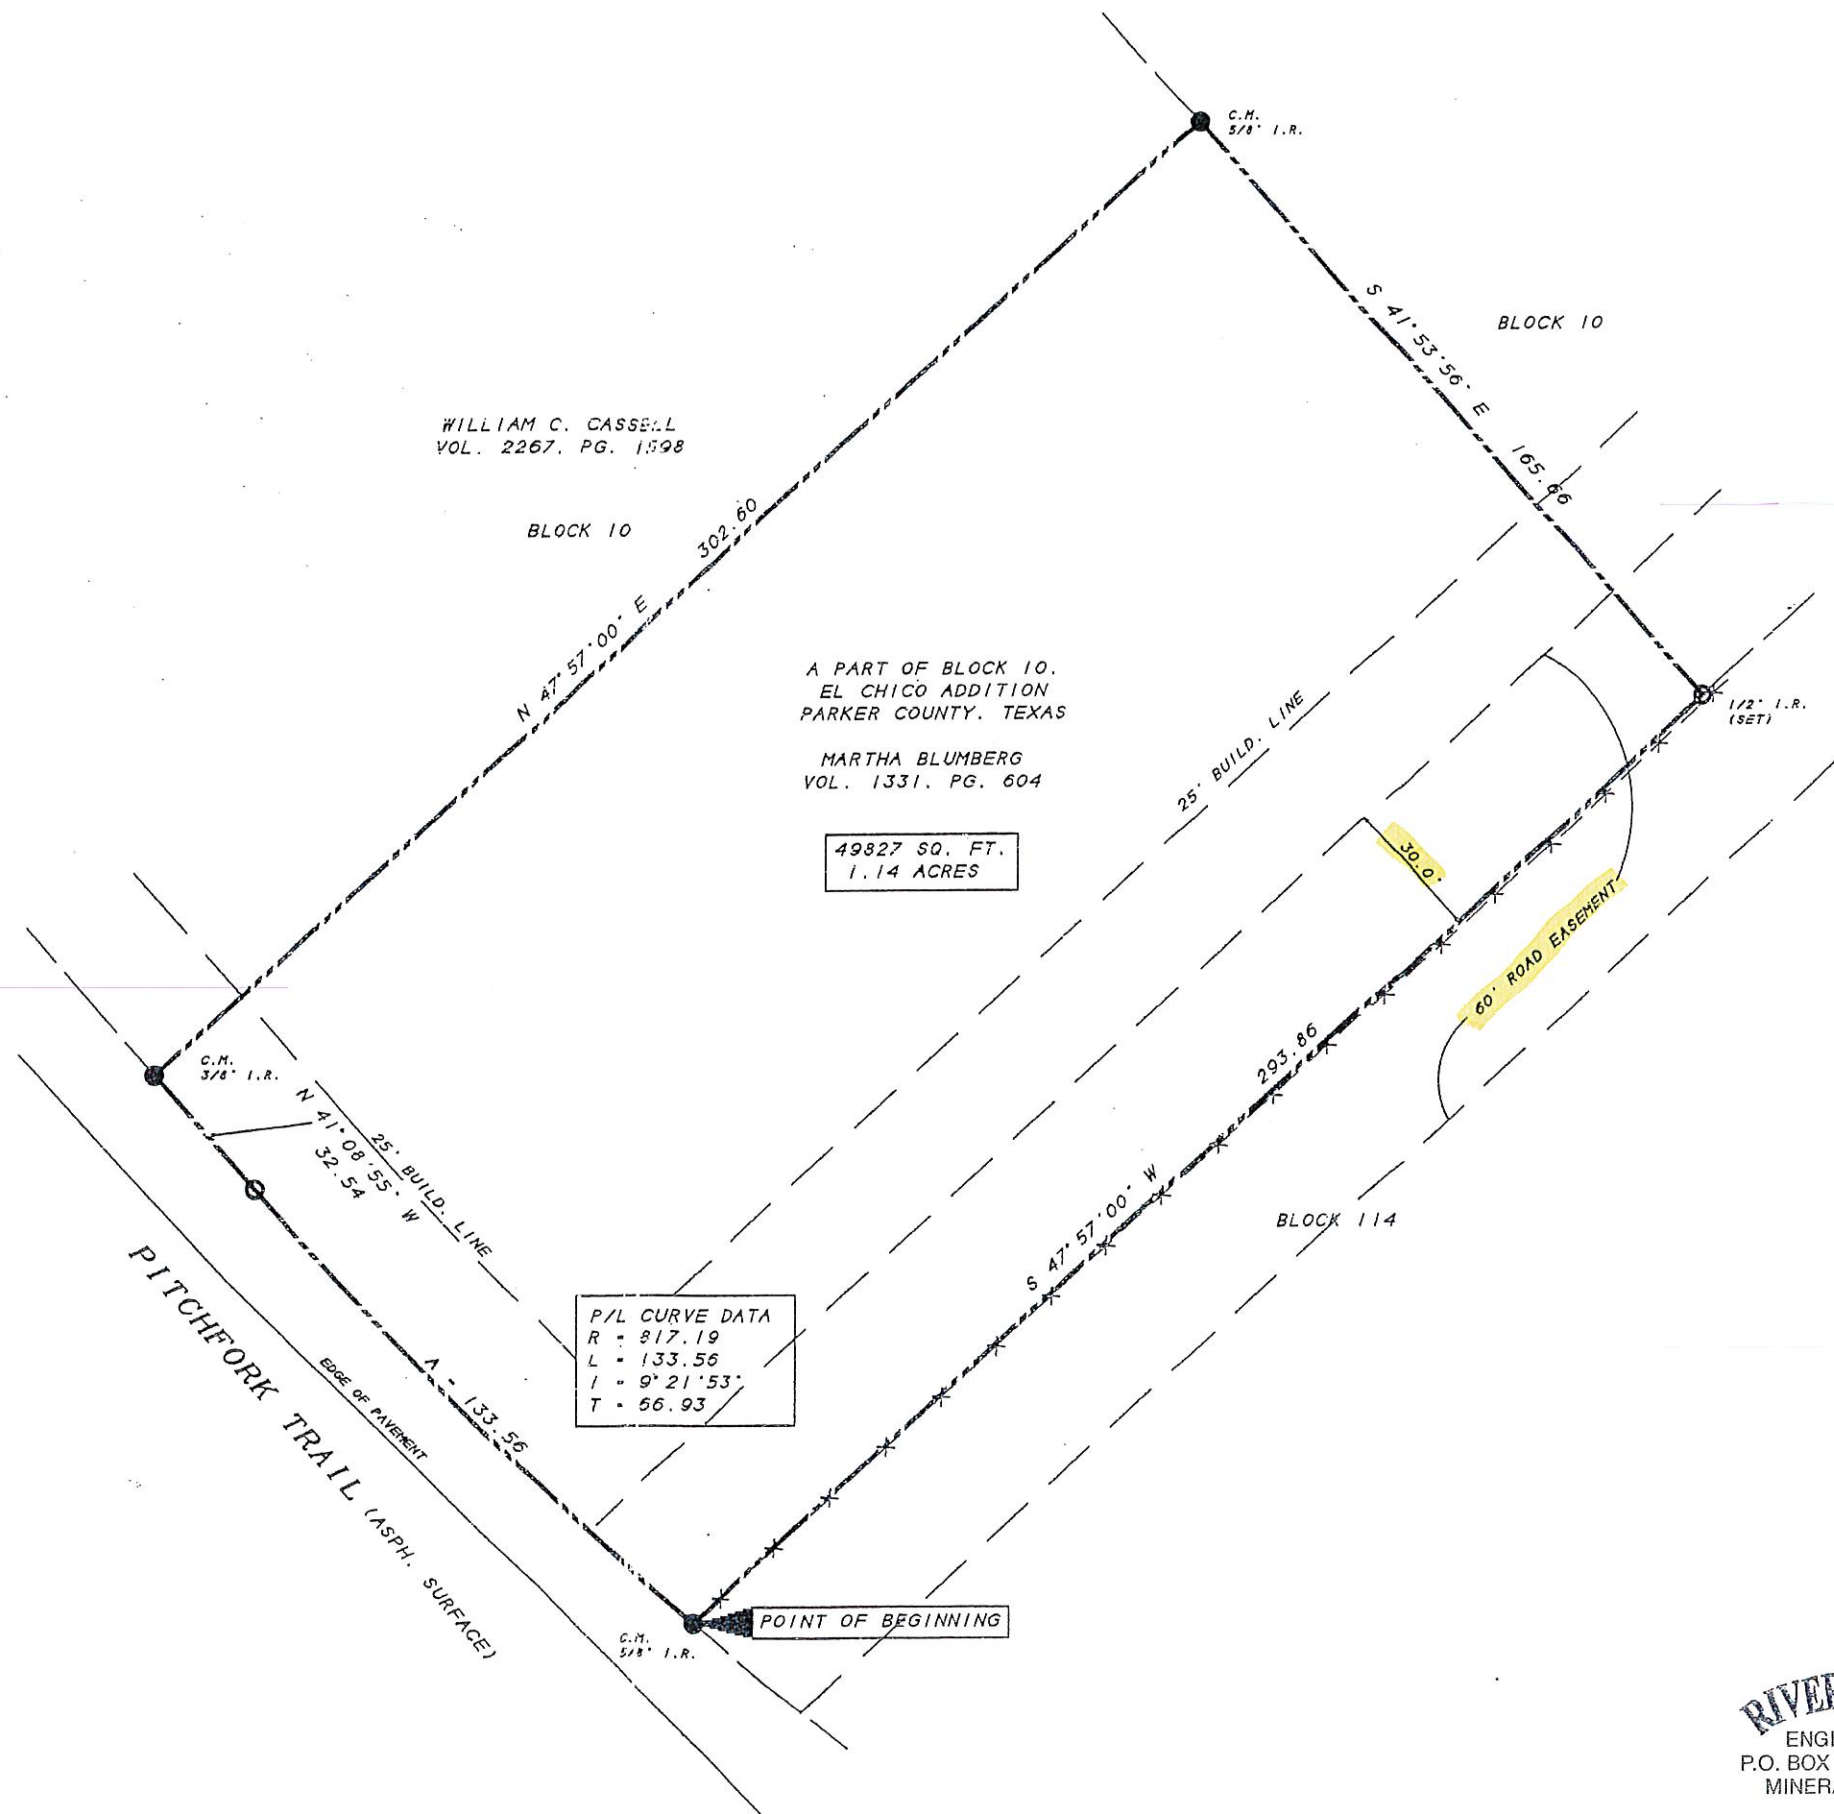 C.M.
5/8" I.R.
S 41°53'56" E
165.66
BLOCK 10
WILLIAM C. CASSELL
VOL. 2267, PG. 1598
BLOCK 10
302.60
N 47°57'00" E
A PART OF BLOCK 10.
EL CHICO ADDITION
PARKER COUNTY. TEXAS
MARTHA BLUMBERG
VOL. 1331. PG. 604
49827 SQ. FT.
1.14 ACRES
25' BUILD. LINE
1/2" I.R.
(SET)
30.0'
60' ROAD EASEMENT
293.86
S 47°57'00" W
BLOCK 114
C.M.
3/8" I.R.
N 41°08'55" W
32.54
25' BUILD. LINE
P/L CURVE DATA
R = 817.19
L = 133.56
I = 9°21'53"
T = 66.93
A = 133.56
EDGE OF PAVEMENT
PITCHFORK TRAIL (ASPH. SURFACE)
POINT OF BEGINNING
C.M.
5/8" I.R.
P.O. BOX